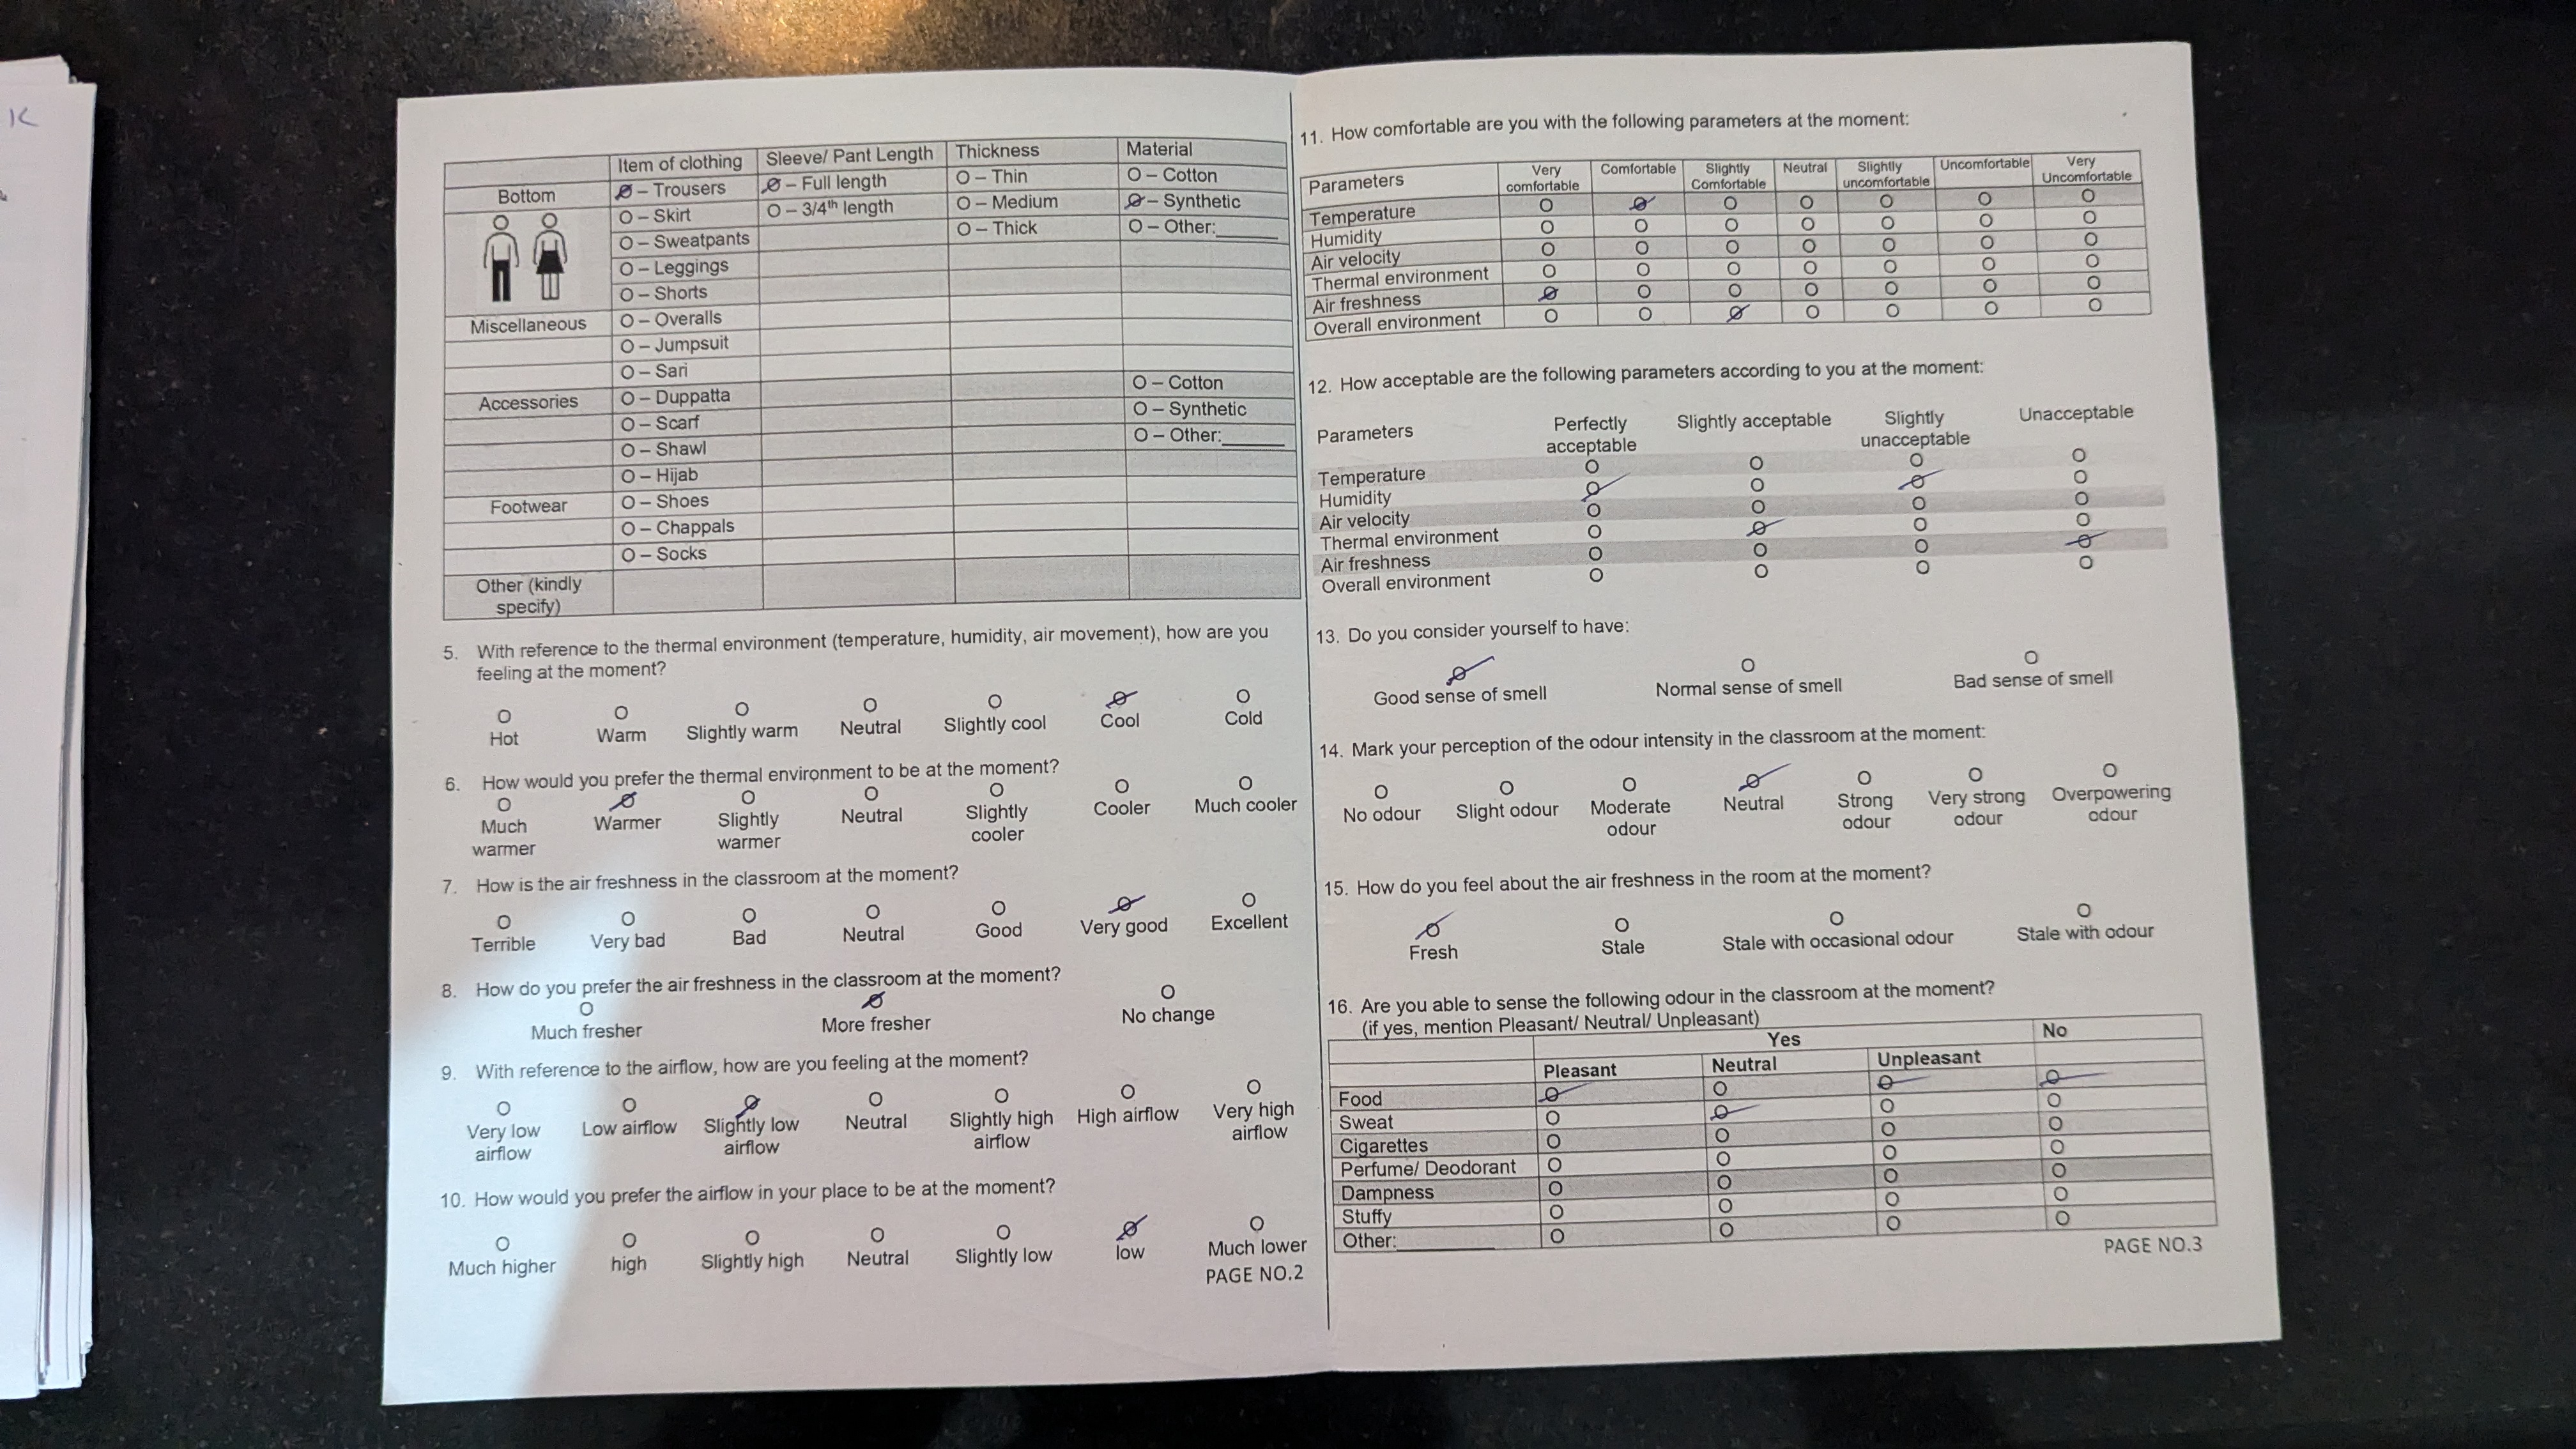 K
Item of clothing Sleeve/ Pant Length Thickness Material
Bottom O – Trousers O – Full length O – Thin O – Cotton
O – Skirt O – 3/4th length O – Medium O – Synthetic
O – Sweatpants O – Thick O – Other:______
O – Leggings
O – Shorts
Miscellaneous O – Overalls
O – Jumpsuit
O – Sari
Accessories O – Duppatta O – Cotton
O – Scarf O – Synthetic
O – Shawl O – Other:______
O – Hijab
Footwear O – Shoes
O – Chappals
O – Socks
Other (kindly
specify)
5. With reference to the thermal environment (temperature, humidity, air movement), how are you
feeling at the moment?
Hot Warm Slightly warm Neutral Slightly cool Cool Cold
6. How would you prefer the thermal environment to be at the moment?
Much Warmer Slightly Neutral Slightly Cooler Much cooler
warmer warmer cooler
7. How is the air freshness in the classroom at the moment?
Terrible Very bad Bad Neutral Good Very good Excellent
8. How do you prefer the air freshness in the classroom at the moment?
Much fresher More fresher No change
9. With reference to the airflow, how are you feeling at the moment?
Very low Low airflow Slightly low Neutral Slightly high High airflow Very high
airflow airflow airflow airflow
10. How would you prefer the airflow in your place to be at the moment?
Much higher high Slightly high Neutral Slightly low low Much lower
PAGE NO.2
11. How comfortable are you with the following parameters at the moment:
Parameters Very comfortable Comfortable Slightly Comfortable Neutral Slightly uncomfortable Uncomfortable Very Uncomfortable
Temperature O O O O O O O
Humidity O O O O O O O
Air velocity O O O O O O O
Thermal environment O O O O O O O
Air freshness O O O O O O O
Overall environment O O O O O O O
12. How acceptable are the following parameters according to you at the moment:
Parameters Perfectly acceptable Slightly acceptable Slightly unacceptable Unacceptable
Temperature O O O O
Humidity O O O O
Air velocity O O O O
Thermal environment O O O O
Air freshness O O O O
Overall environment O O O O
13. Do you consider yourself to have:
Good sense of smell Normal sense of smell Bad sense of smell
14. Mark your perception of the odour intensity in the classroom at the moment:
No odour Slight odour Moderate Neutral Strong Very strong Overpowering
odour odour odour odour
15. How do you feel about the air freshness in the room at the moment?
Fresh Stale Stale with occasional odour Stale with odour
16. Are you able to sense the following odour in the classroom at the moment?
(if yes, mention Pleasant/ Neutral/ Unpleasant)
Yes No
Pleasant Neutral Unpleasant
Food O O O O
Sweat O O O O
Cigarettes O O O O
Perfume/ Deodorant O O O O
Dampness O O O O
Stuffy O O O O
Other:__________ O O O O
PAGE NO.3